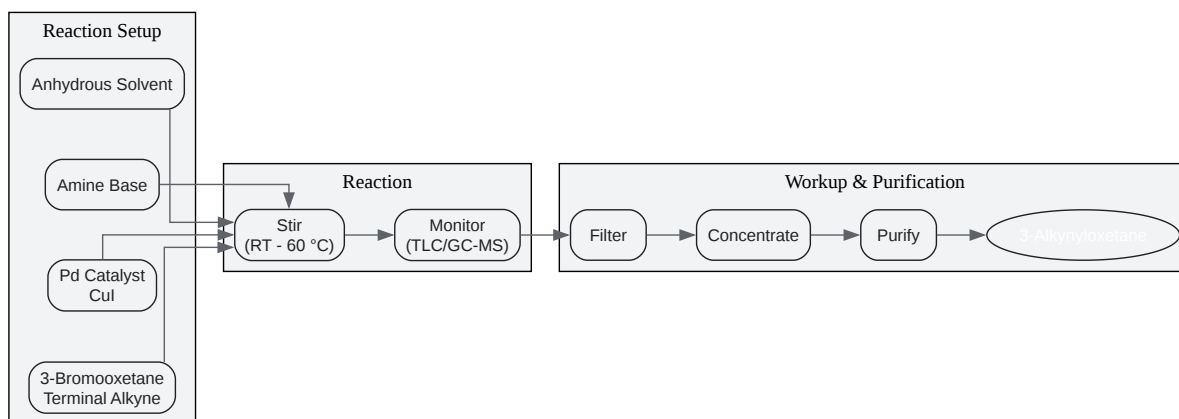 Reaction Setup
Anhydrous Solvent
Amine Base
Pd Catalyst
CuI
3-Bromooxetane
Terminal Alkyne
Reaction
Stir
(RT - 60 °C)
Monitor
(TLC/GC-MS)
Workup & Purification
Filter
Concentrate
Purify
3-Alkynyloxetane